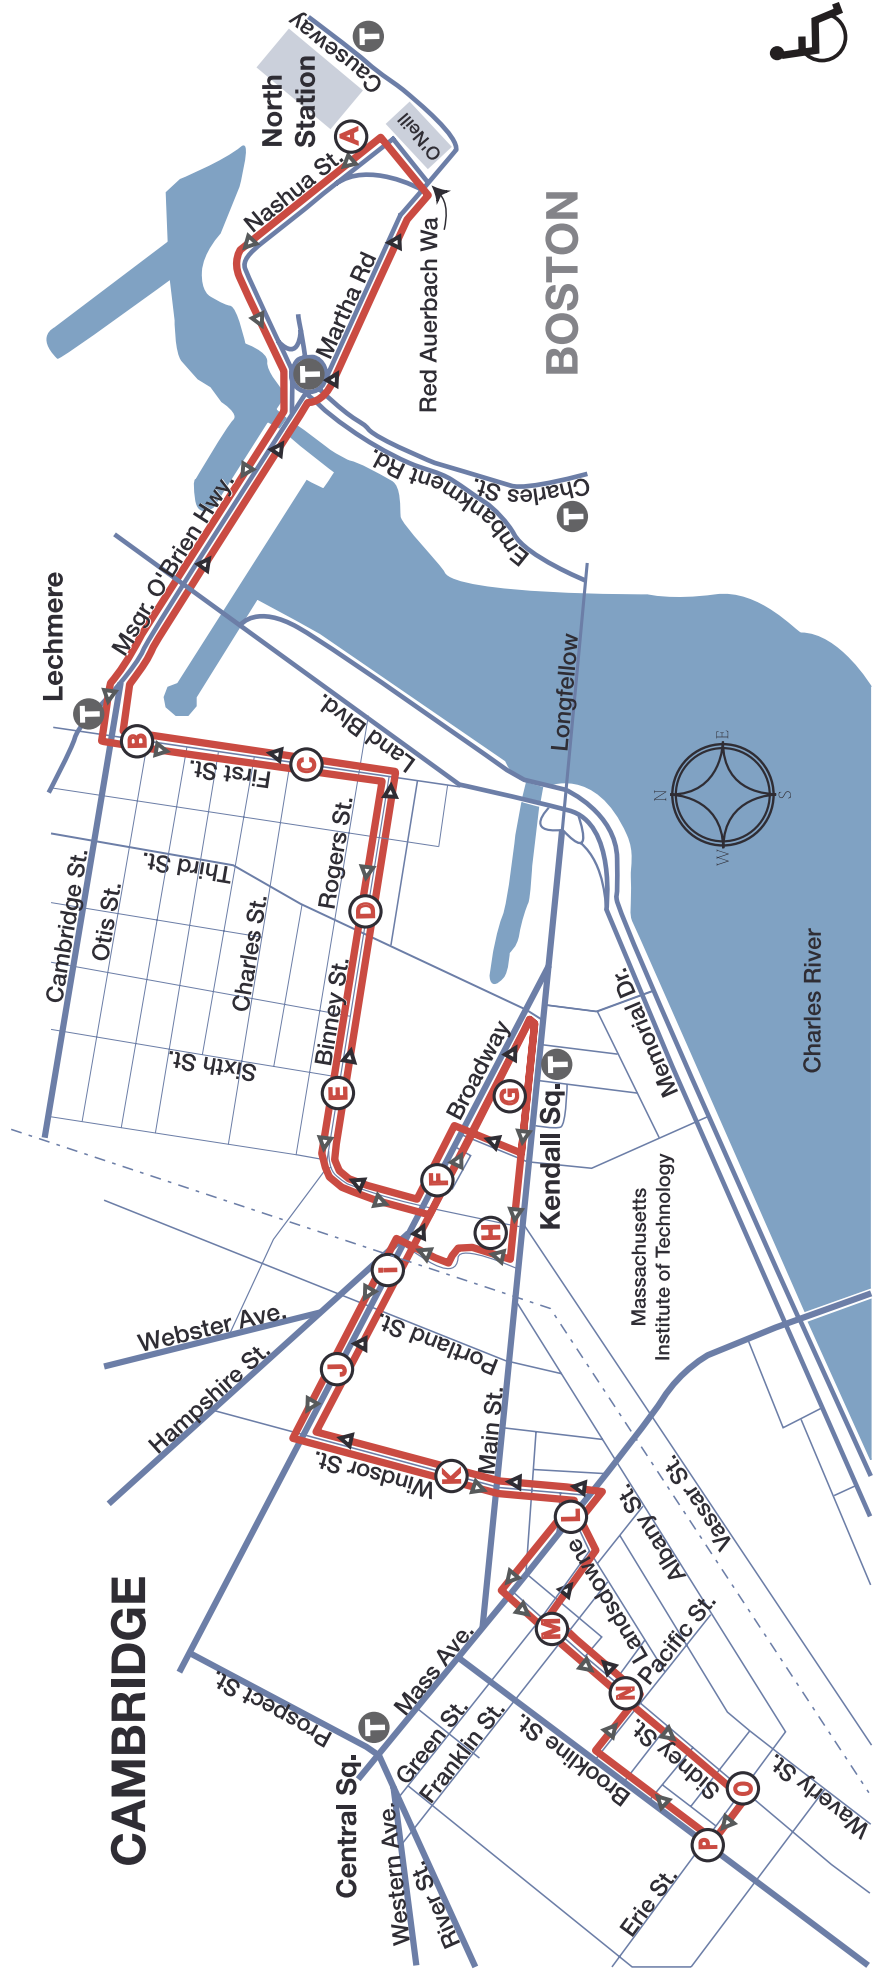 Causeway
T
North
Station
A
O'Neill
Nashua St.
Martha Rd
Red Auerbach Wa
BOSTON
T
Charles St.
Embankment Rd.
T
Msgr. O'Brien Hwy.
Lechmere
T
B
First St.
C
Land Blvd.
Longfellow
N
E
S
W
Cambridge St.
Otis St.
Third St.
Charles St.
Rogers St.
D
Binney St.
Sixth St.
E
Broadway
G
Kendall Sq.
T
F
H
Memorial Dr.
Charles River
Massachusetts
Institute of Technology
i
Webster Ave.
Hampshire St.
Portland St.
J
Main St.
Windsor St.
K
L
Vassar St.
Albany St.
Landsdowne
Pacific St.
M
N
CAMBRIDGE
Prospect St.
Mass Ave.
T
Central Sq.
Green St.
Franklin St.
Brookline St.
Sidney St.
O
P
Waverly St.
Western Ave.
River St.
Erie St.